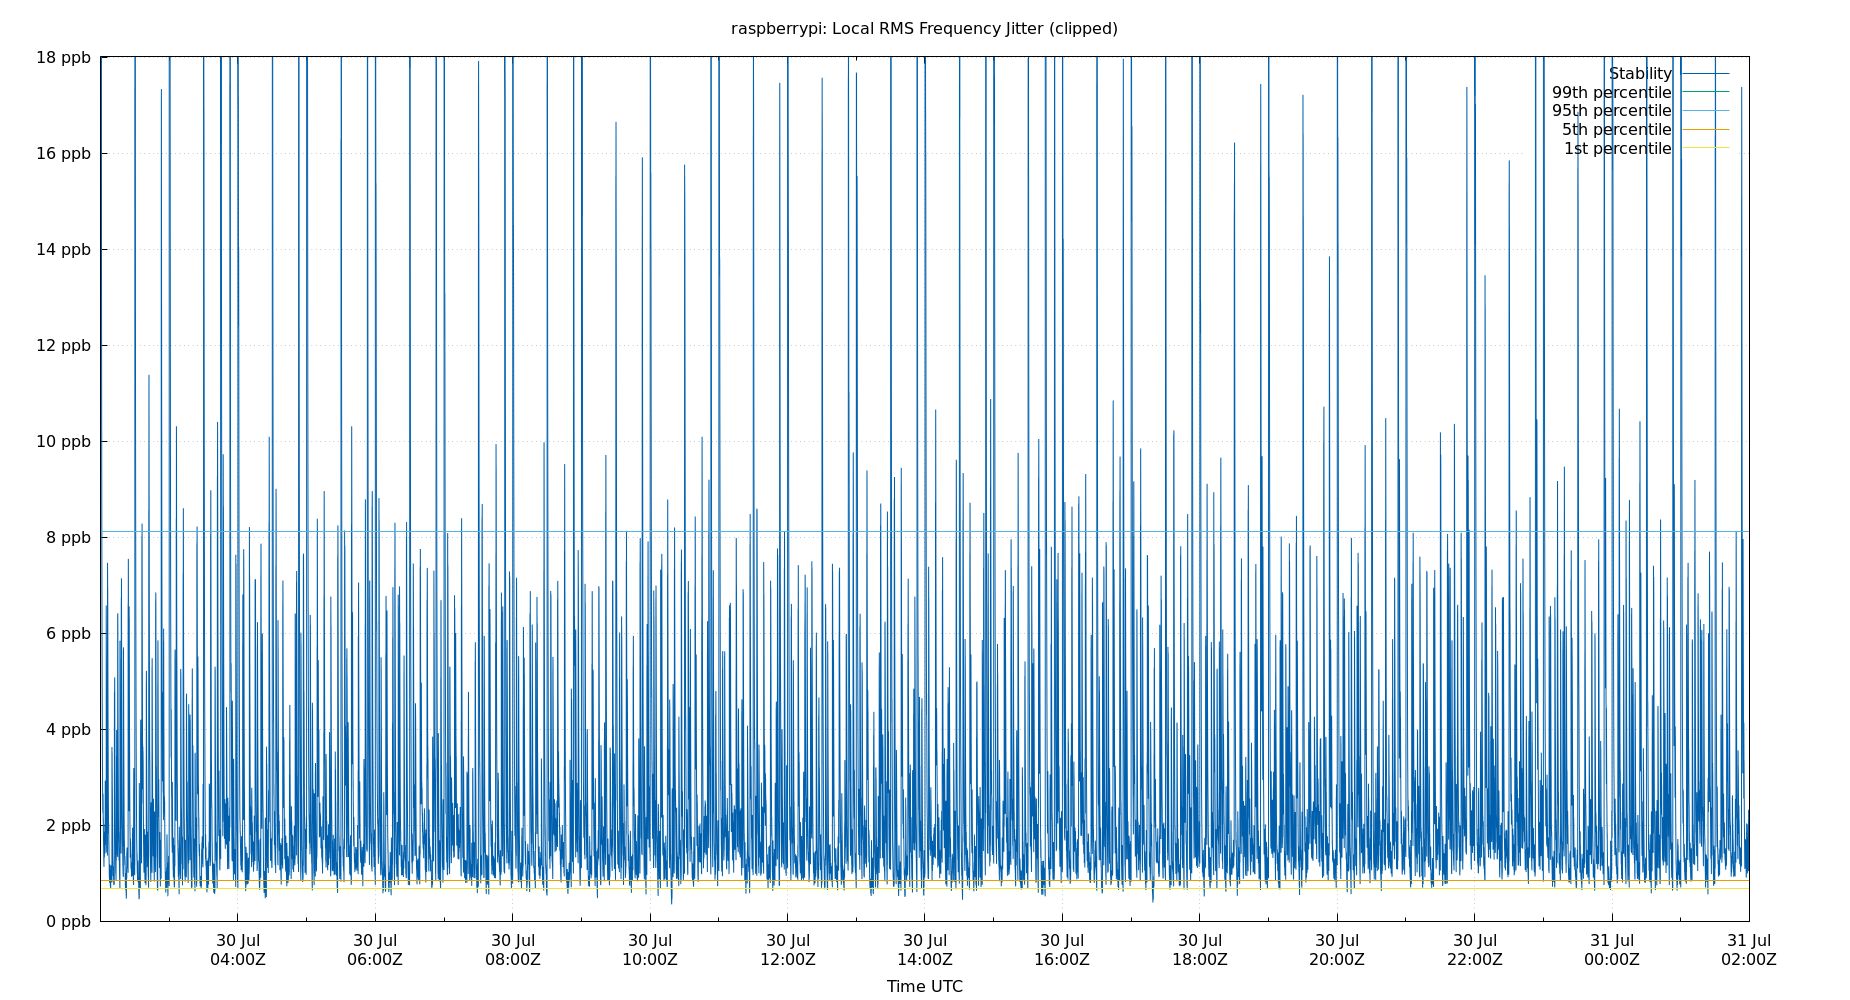 raspberrypi: Local RMS Frequency Jitter (clipped)
18 ppb
16 ppb
14 ppb
12 ppb
10 ppb
8 ppb
6 ppb
4 ppb
2 ppb
0 ppb
Stability
99th percentile
95th percentile
5th percentile
1st percentile
30 Jul 30 Jul 30 Jul 30 Jul 30 Jul 30 Jul 30 Jul 30 Jul 30 Jul 30 Jul 31 Jul 31 Jul
04:00Z 06:00Z 08:00Z 10:00Z 12:00Z 14:00Z 16:00Z 18:00Z 20:00Z 22:00Z 00:00Z 02:00Z
Time UTC